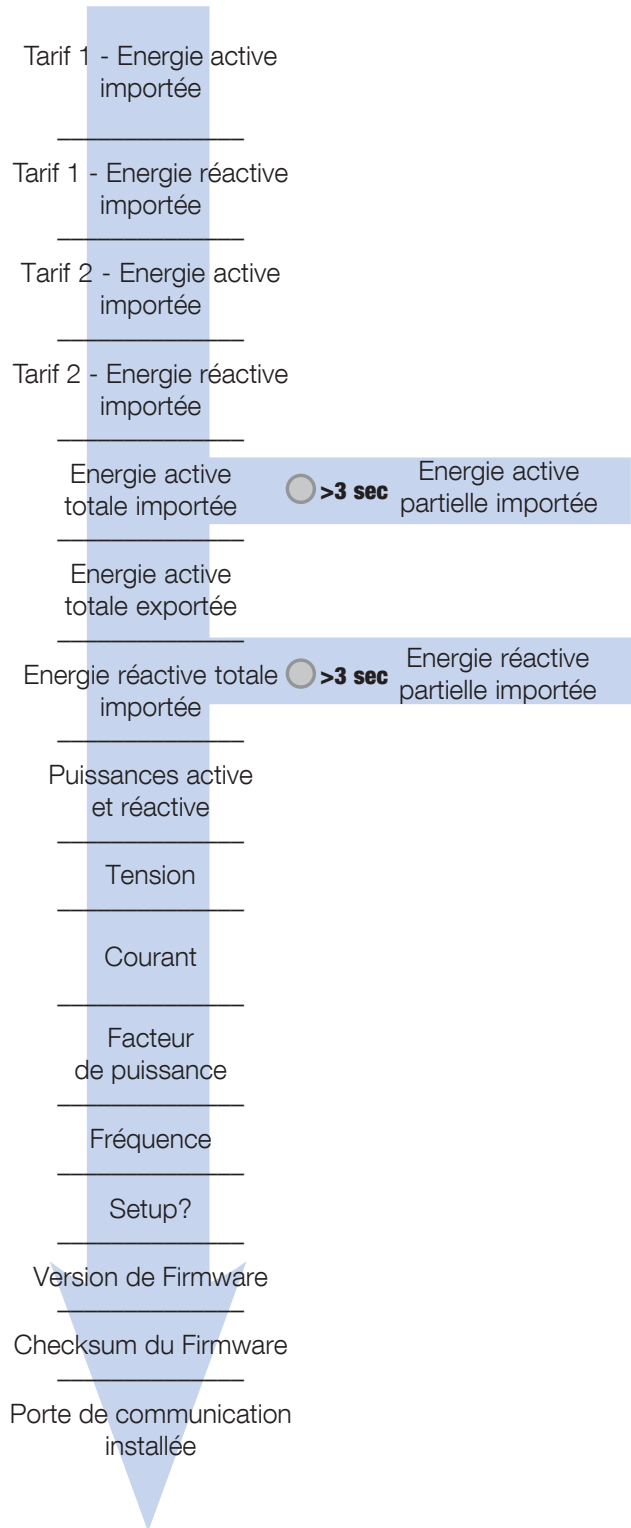 Tarif 1 - Energie active
importée
Tarif 1 - Energie réactive
importée
Tarif 2 - Energie active
importée
Tarif 2 - Energie réactive
importée
Energie active
totale importée
>3 sec
Energie active
partielle importée
Energie active
totale exportée
Energie réactive totale
importée
>3 sec
Energie réactive
partielle importée
Puissances active
et réactive
Tension
Courant
Facteur
de puissance
Fréquence
Setup?
Version de Firmware
Checksum du Firmware
Porte de communication
installée